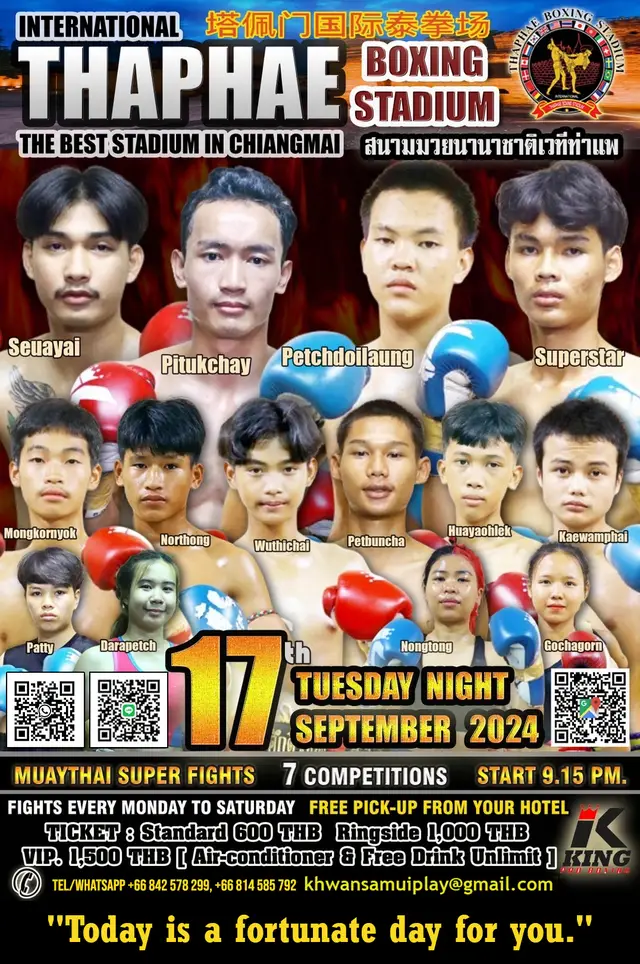 INTERNATIONAL
塔佩门国际泰拳场
THAPHAE
BOXING
STADIUM
THAPHAE BOXING STADIUM
THE BEST STADIUM IN CHIANGMAI
สนามมวยนานาชาติเวทีท่าแพ
Seuayai
Pitukchay
Petchdoilaung
Superstar
Mongkornyok
Northong
Wuthichai
Petbuncha
Huayaohlek
Kaewamphai
Patty
Darapetch
Nongtong
Gochagorn
17th
TUESDAY NIGHT
SEPTEMBER 2024
MUAYTHAI SUPER FIGHTS 7 COMPETITIONS START 9.15 PM.
FIGHTS EVERY MONDAY TO SATURDAY FREE PICK-UP FROM YOUR HOTEL
TICKET : Standard 600 THB Ringside 1,000 THB
VIP. 1,500 THB [ Air-conditioner & Free Drink Unlimit ]
K
KING
TEL/WHATSAPP +66 842 578 299, +66 814 585 792 khwansamuiplay@gmail.com
"Today is a fortunate day for you."